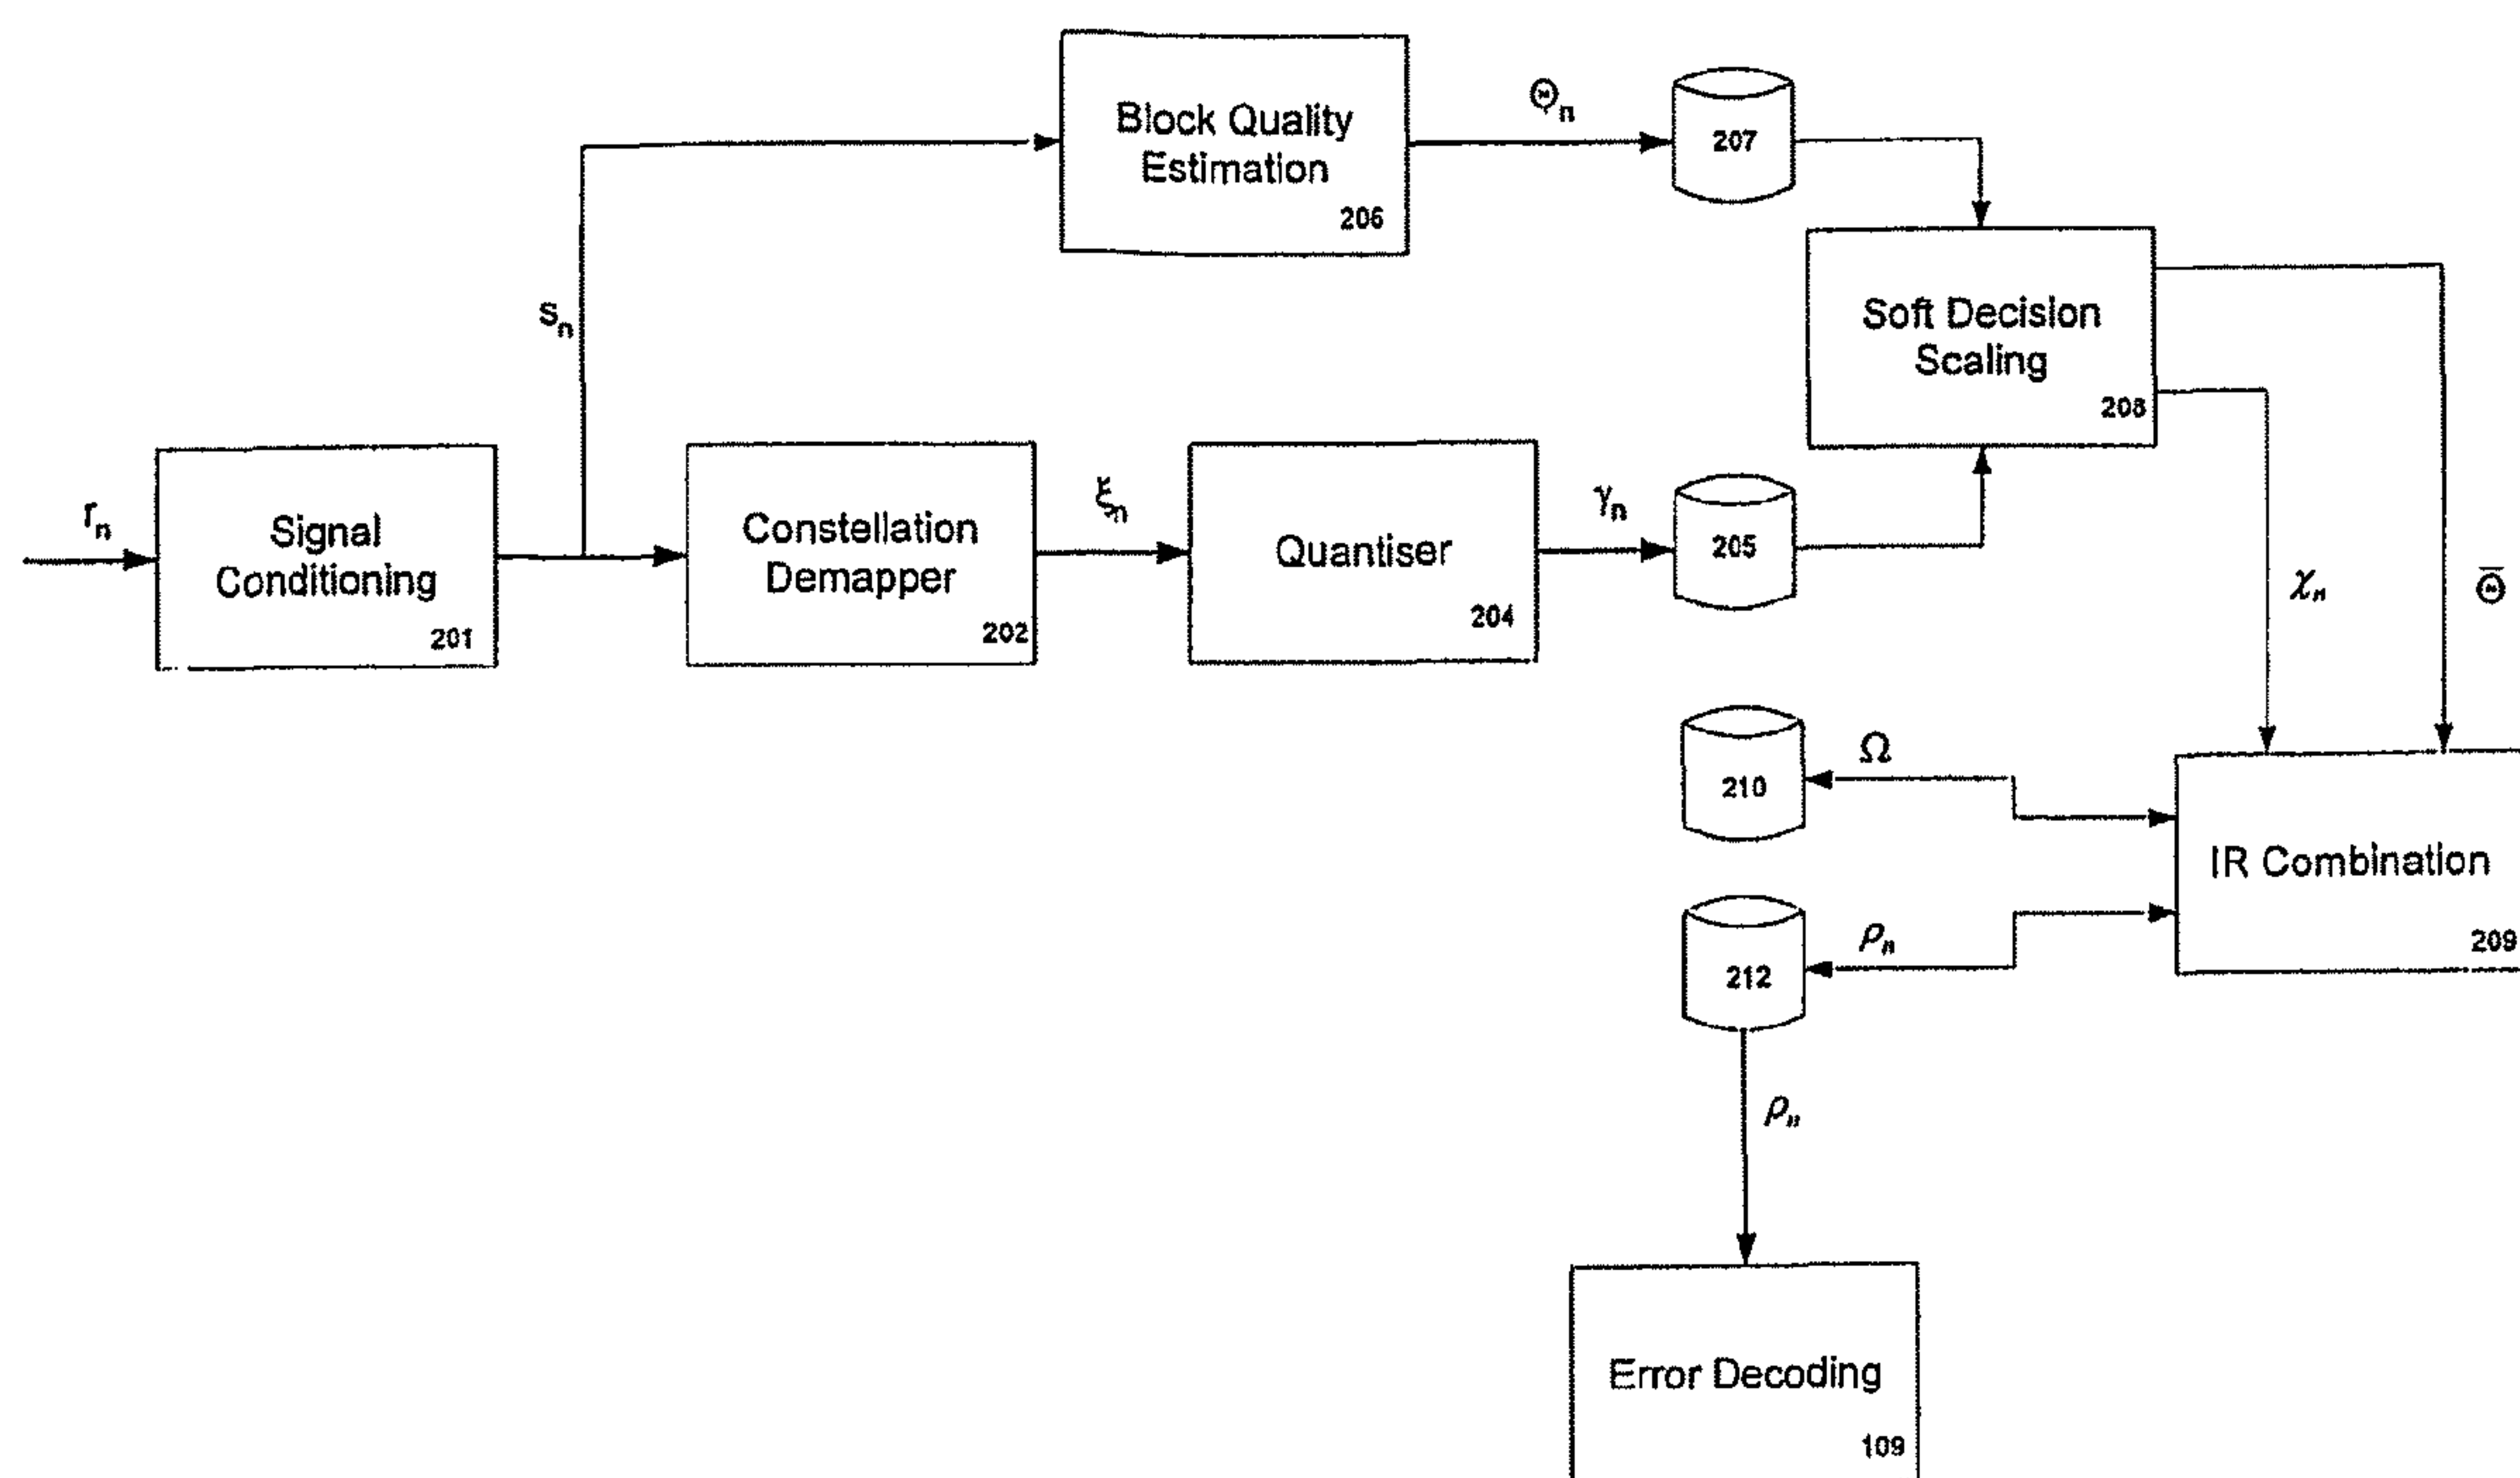 Block Quality
Estimation
206
Θn
207
sn
Soft Decision
Scaling
208
rn
Signal
Conditioning
201
Constellation
Demapper
202
ξn
Quantiser
204
γn
205
χn
Θ̅
210
Ω
IR Combination
209
212
ρn
ρn
Error Decoding
109